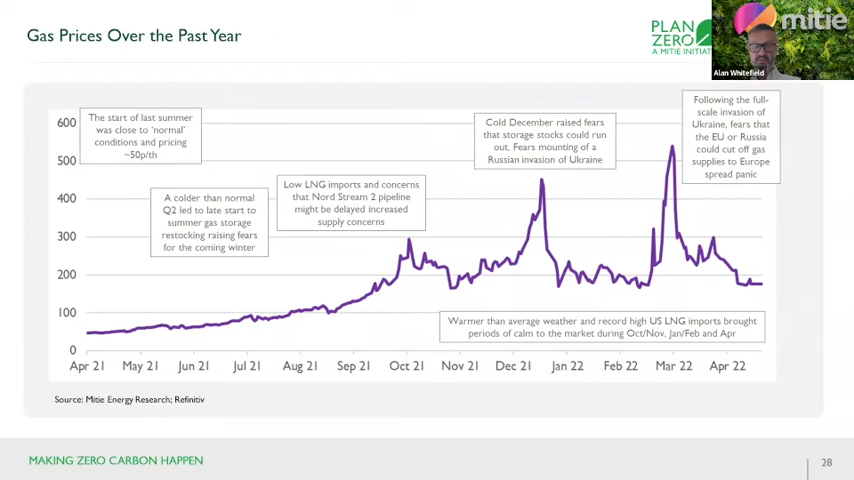 Gas Prices Over the Past Year
PLAN
ZERO
A MITIE INITIATI
mitie
Alan Whitefield
The start of last summer
was close to ‘normal’
conditions and pricing
~50p/th
A colder than normal
Q2 led to late start to
summer gas storage
restocking raising fears
for the coming winter
Low LNG imports and concerns
that Nord Stream 2 pipeline
might be delayed increased
supply concerns
Cold December raised fears
that storage stocks could run
out. Fears mounting of a
Russian invasion of Ukraine
Following the full-
scale invasion of
Ukraine, fears that
the EU or Russia
could cut off gas
supplies to Europe
spread panic
600
500
400
300
200
100
0
Warmer than average weather and record high US LNG imports brought
periods of calm to the market during Oct/Nov, Jan/Feb and Apr
Apr 21 May 21 Jun 21 Jul 21 Aug 21 Sep 21 Oct 21 Nov 21 Dec 21 Jan 22 Feb 22 Mar 22 Apr 22
Source: Mitie Energy Research; Refinitiv
MAKING ZERO CARBON HAPPEN
28